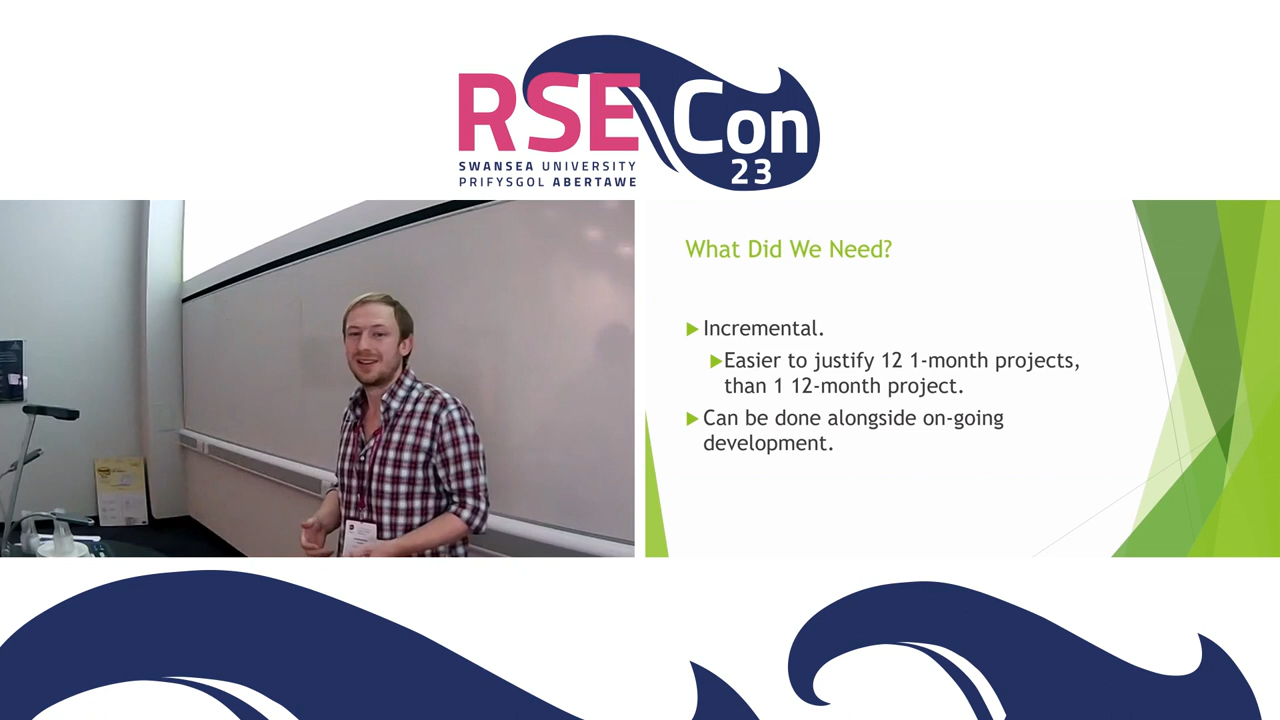 RSE Con
23
SWANSEA UNIVERSITY
PRIFYSGOL ABERTAWE
What Did We Need?
Incremental.
Easier to justify 12 1-month projects,
than 1 12-month project.
Can be done alongside on-going
development.